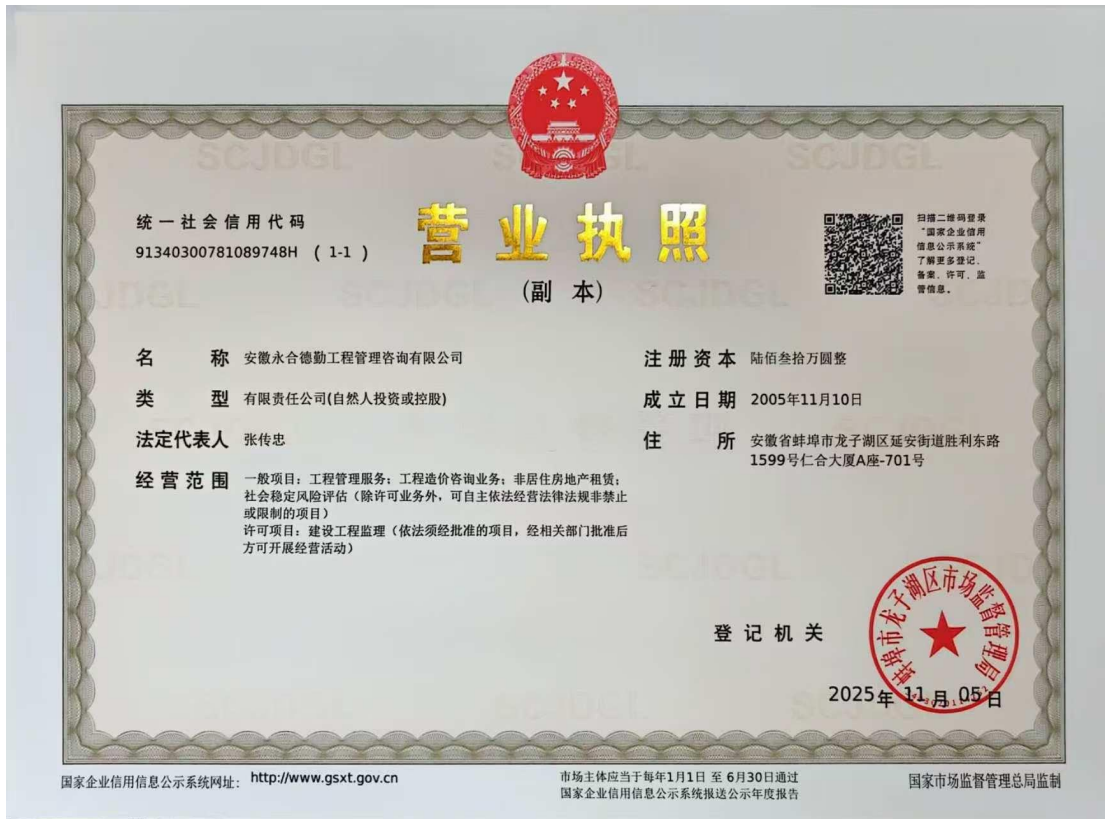 SCJDGL SCJDGL SCJDGL
统一社会信用代码
91340300781089748H （1-1）
营业执照
(副 本)
扫描二维码登录
“国家企业信用
信息公示系统”
了解更多登记、
备案、许可、监
管信息。
名 称 安徽永合德勤工程管理咨询有限公司
类 型 有限责任公司(自然人投资或控股)
法定代表人 张传忠
经营范围 一般项目：工程管理服务；工程造价咨询业务；非居住房地产租赁；
社会稳定风险评估（除许可业务外，可自主依法经营法律法规非禁止
或限制的项目）
许可项目：建设工程监理（依法须经批准的项目，经相关部门批准后
方可开展经营活动）
注册资本 陆佰叁拾万圆整
成立日期 2005年11月10日
住 所 安徽省蚌埠市龙子湖区延安街道胜利东路
1599号仁合大厦A座-701号
登记机关
蚌埠市龙子湖区市场监督管理局
2025年 11月 05日
国家企业信用信息公示系统网址： http://www.gsxt.gov.cn
市场主体应当于每年1月1日 至 6月30日通过
国家企业信用信息公示系统报送公示年度报告
国家市场监督管理总局监制